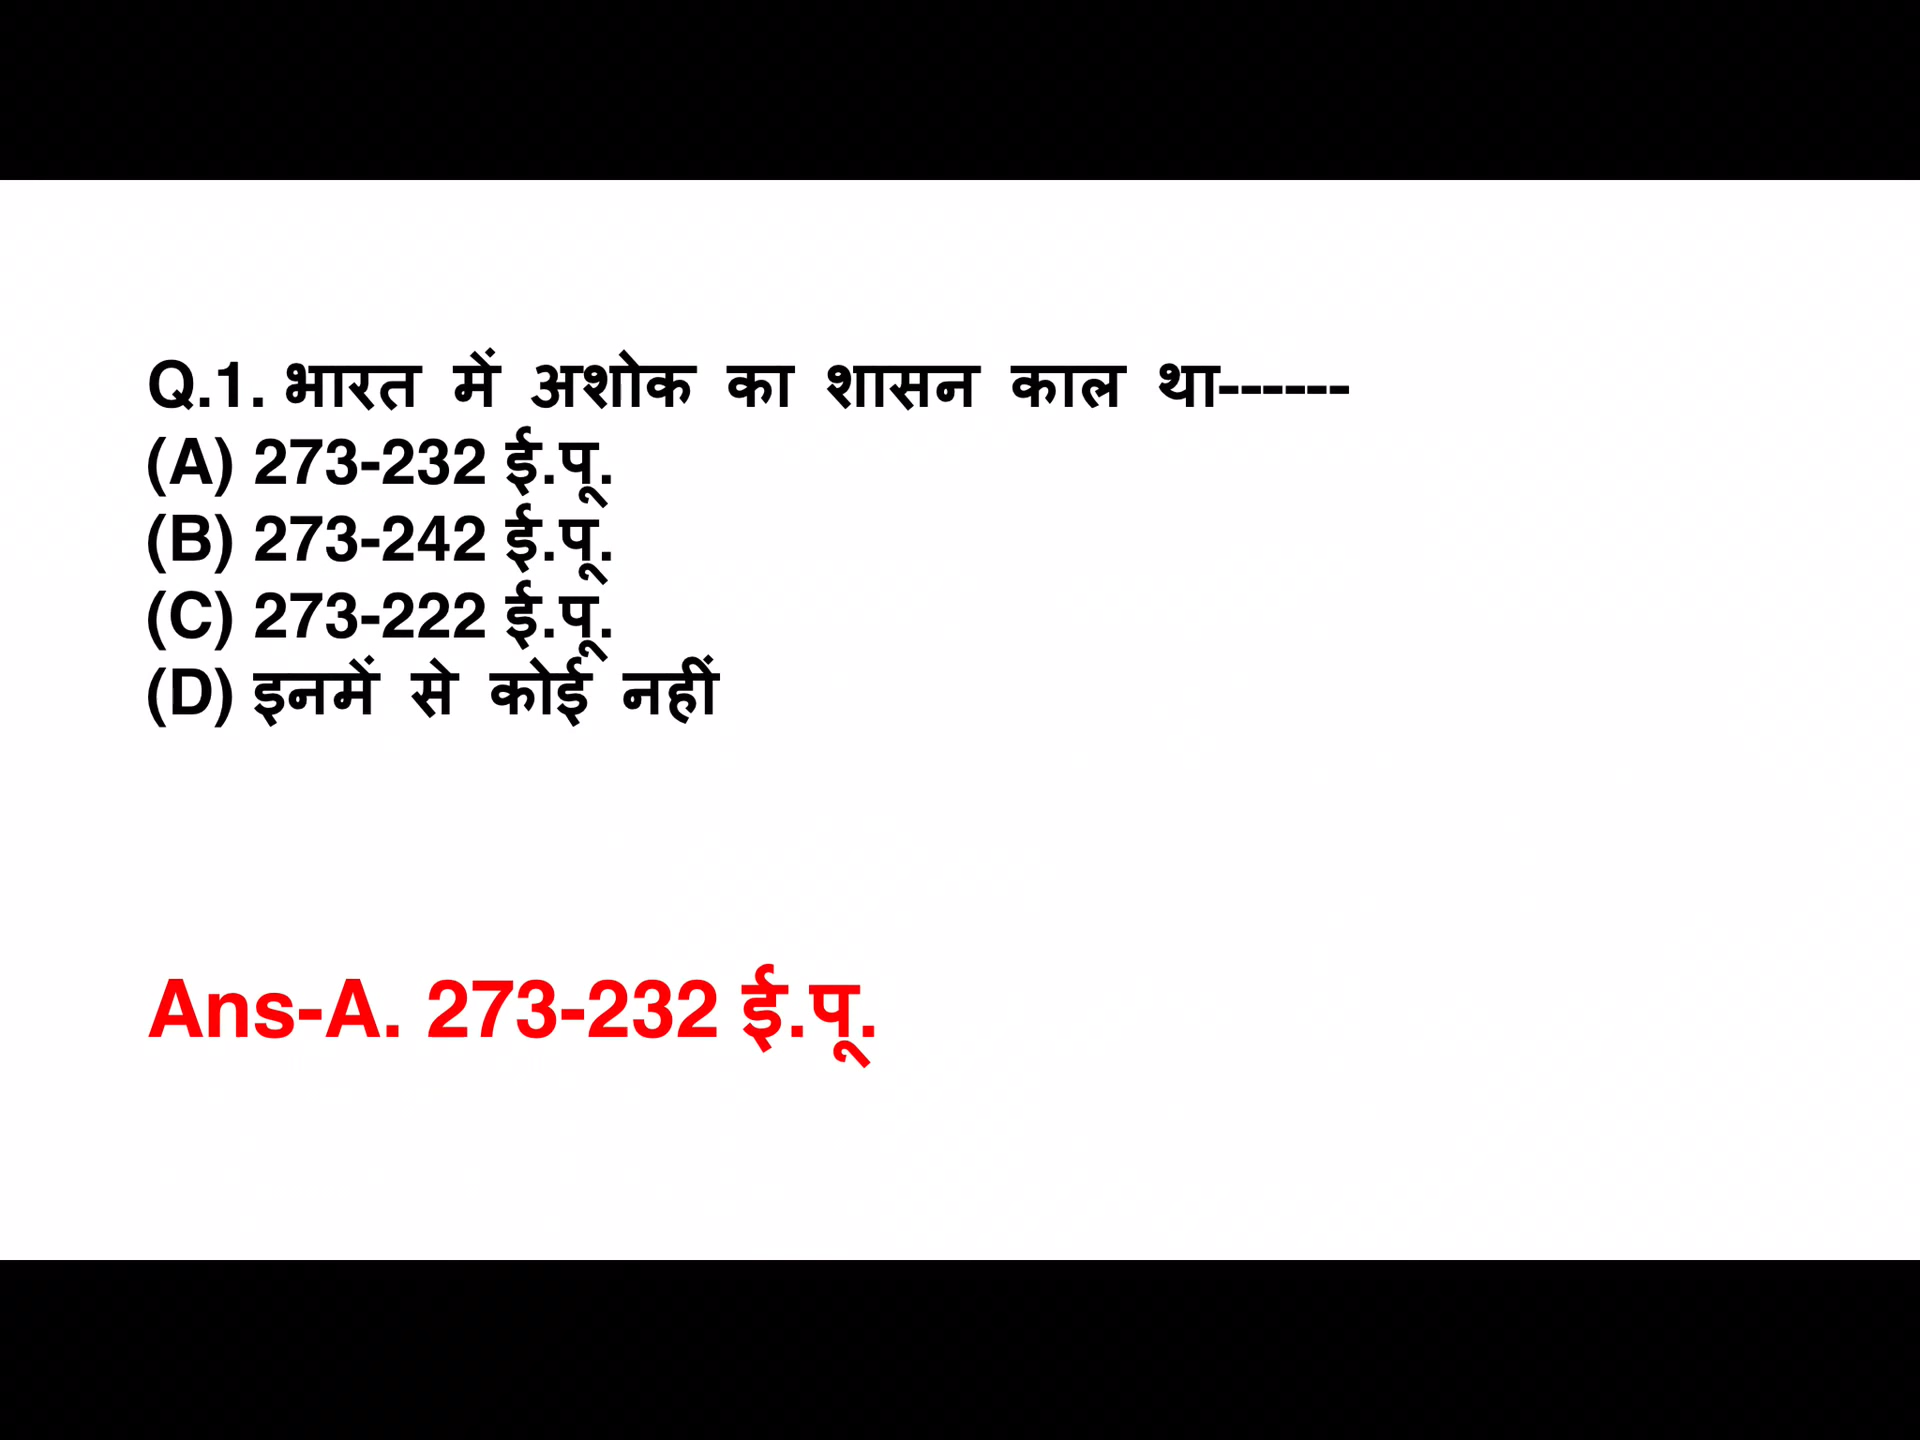 Q.1. भारत में अशोक का शासन काल था------
(A) 273-232 ई.पू.
(B) 273-242 ई.पू.
(C) 273-222 ई.पू.
(D) इनमें से कोई नहीं
Ans-A. 273-232 ई.पू.